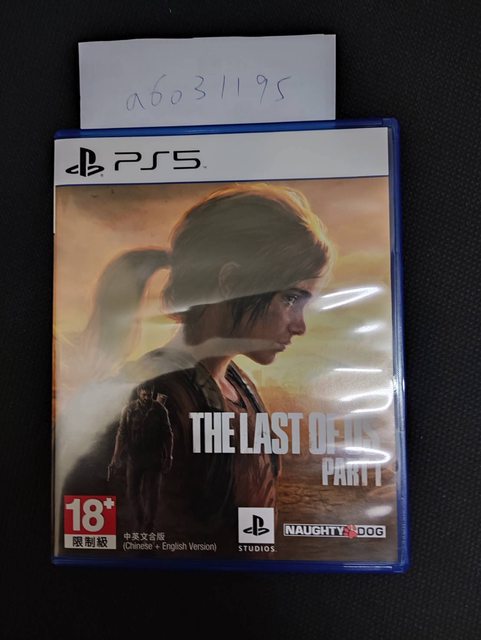 a6031195
PS5
THE LAST OF US
PART I
18+
限制級
中英文合版
(Chinese + English Version)
STUDIOS
NAUGHTY DOG